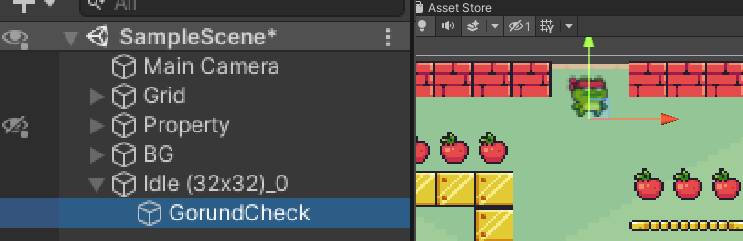 All
Asset Store
1
SampleScene*
Main Camera
Grid
Property
BG
Idle (32x32)_0
GorundCheck